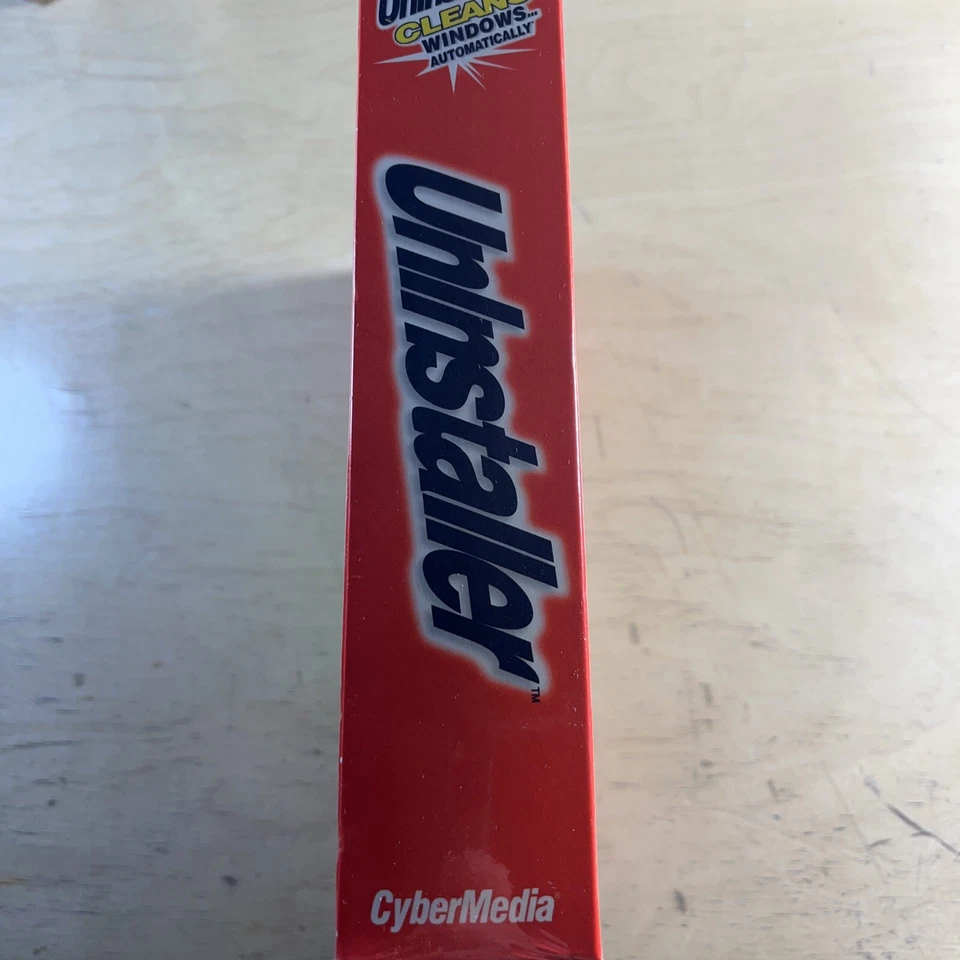 CLEANS
WINDOWS...
AUTOMATICALLY
UnInstaller™
CyberMedia